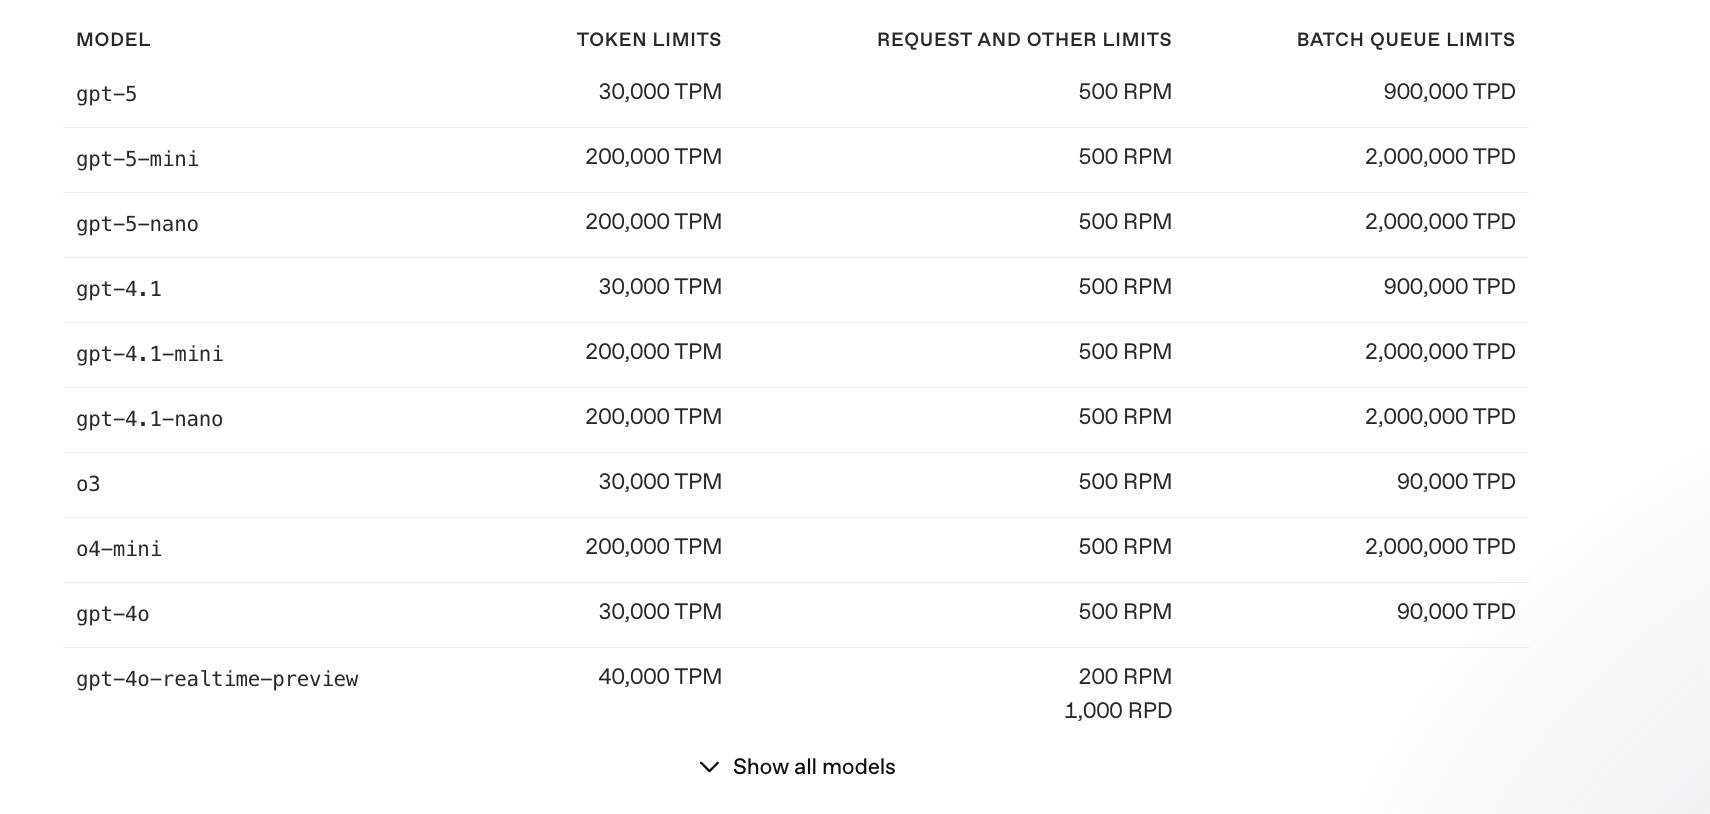 MODEL TOKEN LIMITS REQUEST AND OTHER LIMITS BATCH QUEUE LIMITS
gpt-5 30,000 TPM 500 RPM 900,000 TPD
gpt-5-mini 200,000 TPM 500 RPM 2,000,000 TPD
gpt-5-nano 200,000 TPM 500 RPM 2,000,000 TPD
gpt-4.1 30,000 TPM 500 RPM 900,000 TPD
gpt-4.1-mini 200,000 TPM 500 RPM 2,000,000 TPD
gpt-4.1-nano 200,000 TPM 500 RPM 2,000,000 TPD
o3 30,000 TPM 500 RPM 90,000 TPD
o4-mini 200,000 TPM 500 RPM 2,000,000 TPD
gpt-4o 30,000 TPM 500 RPM 90,000 TPD
gpt-4o-realtime-preview 40,000 TPM 200 RPM
1,000 RPD
Show all models